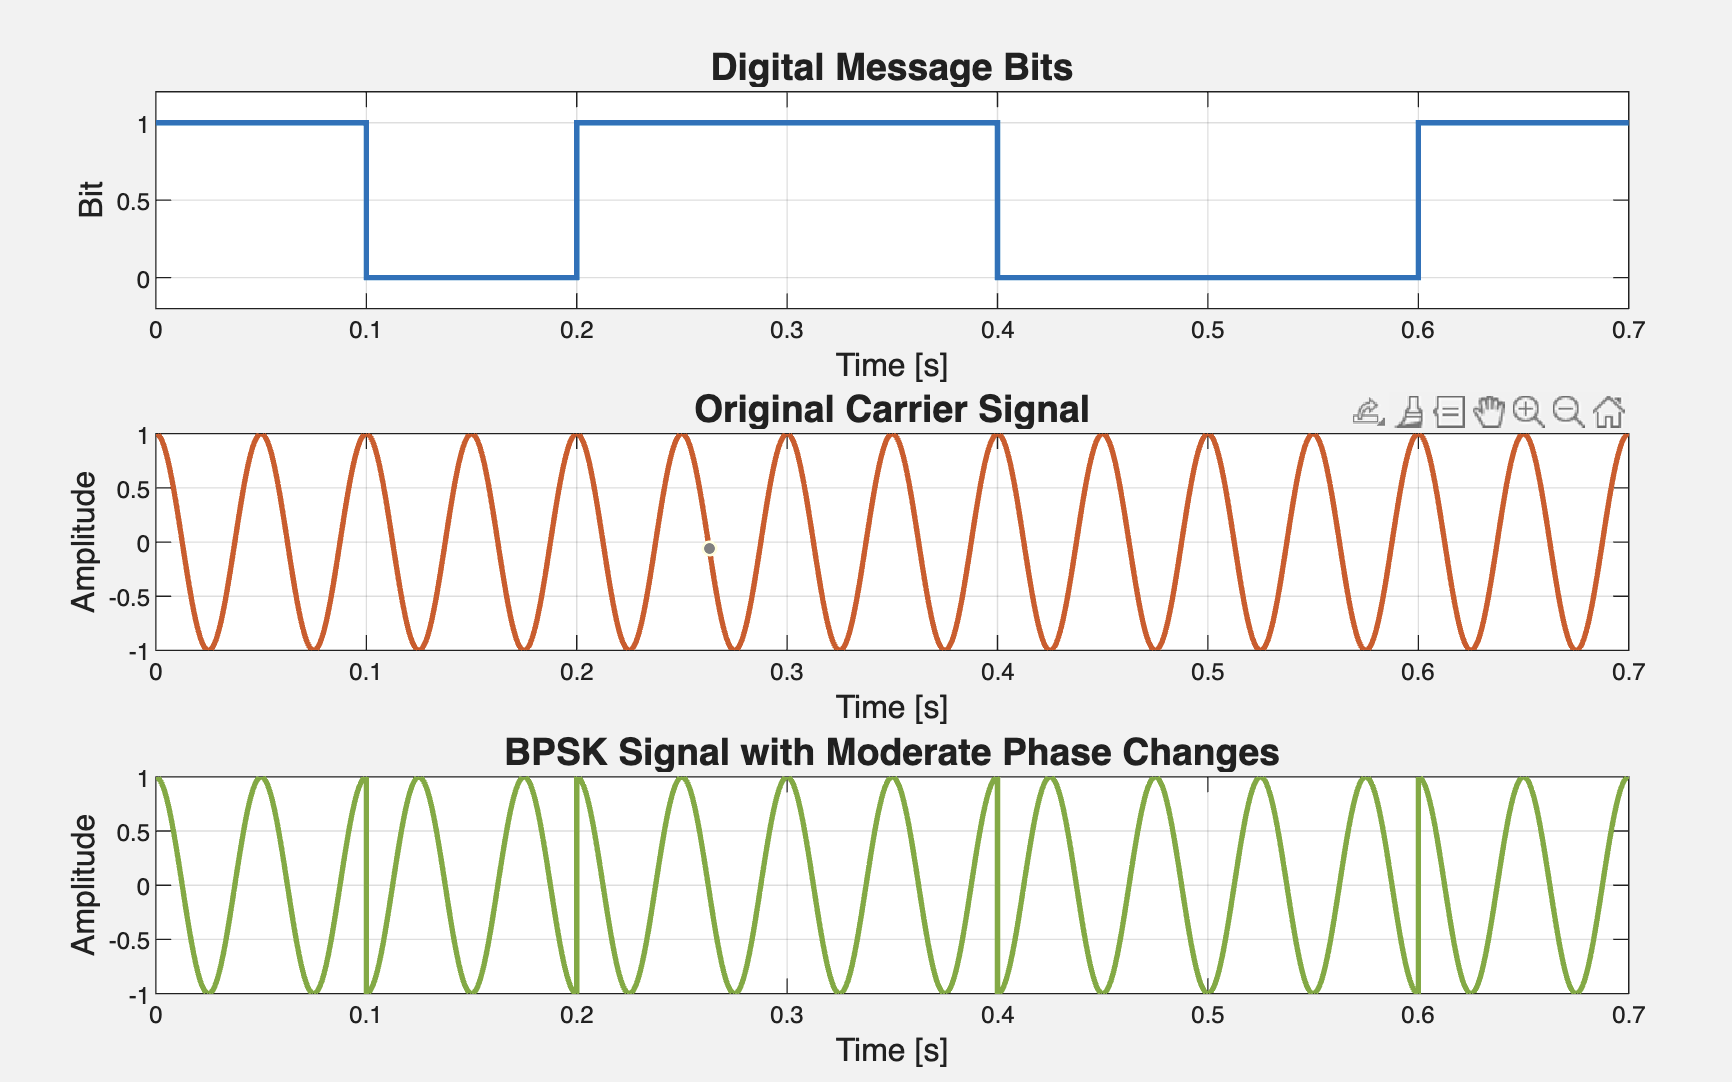 Digital Message Bits
1
0.5
0
Bit
0 0.1 0.2 0.3 0.4 0.5 0.6 0.7
Time [s]
Original Carrier Signal
1
0.5
0
-0.5
-1
Amplitude
0 0.1 0.2 0.3 0.4 0.5 0.6 0.7
Time [s]
BPSK Signal with Moderate Phase Changes
1
0.5
0
-0.5
-1
Amplitude
0 0.1 0.2 0.3 0.4 0.5 0.6 0.7
Time [s]